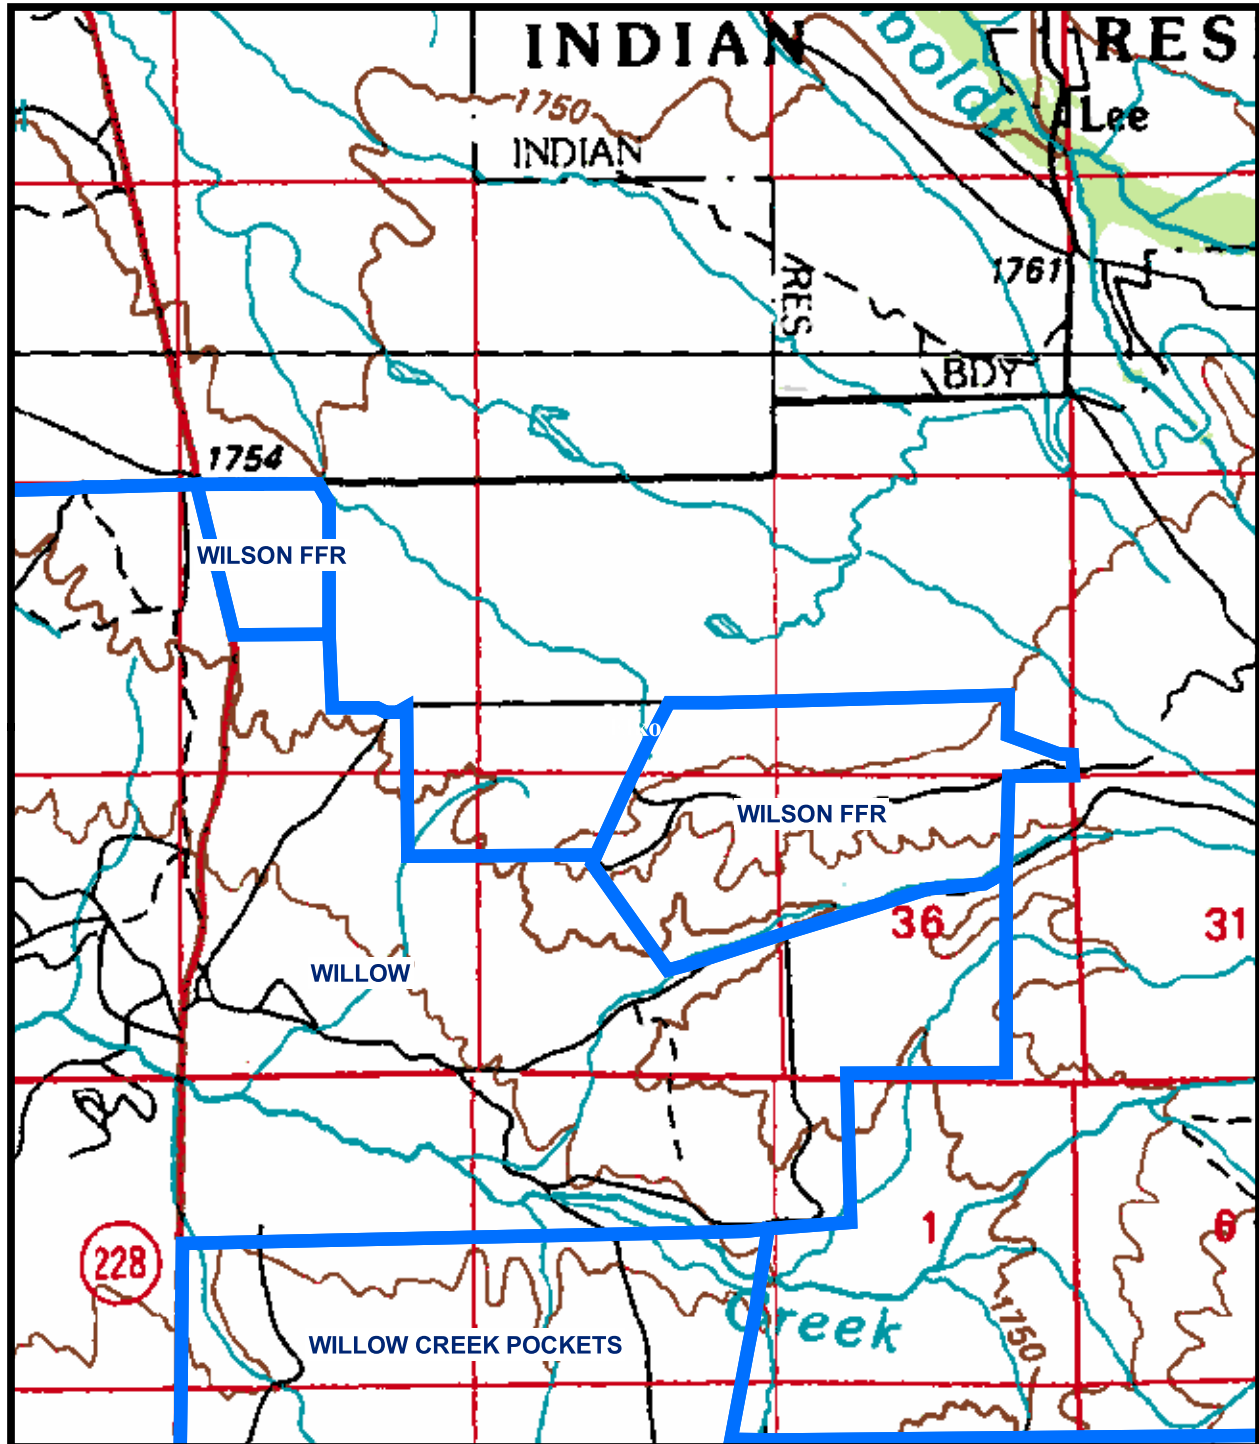 INDIAN RES.
boldt
1750
Lee
INDIAN
1761
RES
BDY
1754
WILSON FFR
WILSON FFR
36
31
WILLOW
228
1
6
Creek
1750
WILLOW CREEK POCKETS